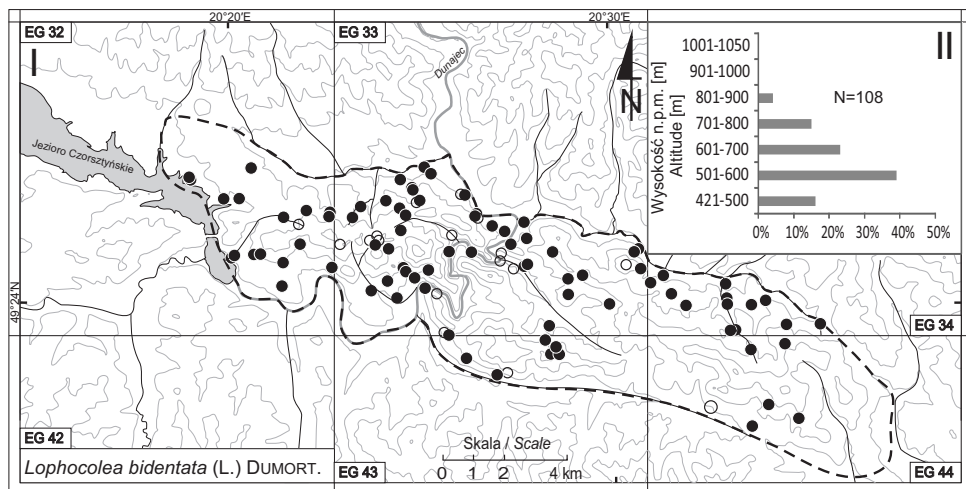 20°20'E
20°30'E
EG 32
EG 33
I
II
Dunajec
N
Wysokość n.p.m. [m]
Altitude [m]
1001-1050
901-1000
801-900
701-800
601-700
501-600
421-500
N=108
0% 10% 20% 30% 40% 50%
Jezioro Czorsztyńskie
49°24'N
EG 34
EG 42
EG 43
EG 44
Skala / Scale
0 1 2 4 km
Lophocolea bidentata (L.) DUMORT.